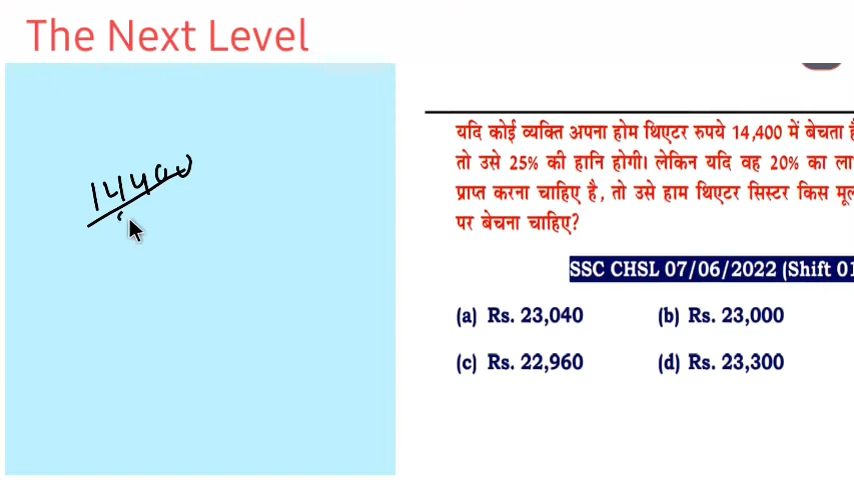 The Next Level
14400
यदि कोई व्यक्ति अपना होम थिएटर रुपये 14,400 में बेचता
तो उसे 25% की हानि होगी। लेकिन यदि वह 20% का ला
प्राप्त करना चाहिए है, तो उसे हाम थिएटर सिस्टर किस मूल
पर बेचना चाहिए?
SSC CHSL 07/06/2022 (Shift 01
(a) Rs. 23,040 (b) Rs. 23,000
(c) Rs. 22,960 (d) Rs. 23,300